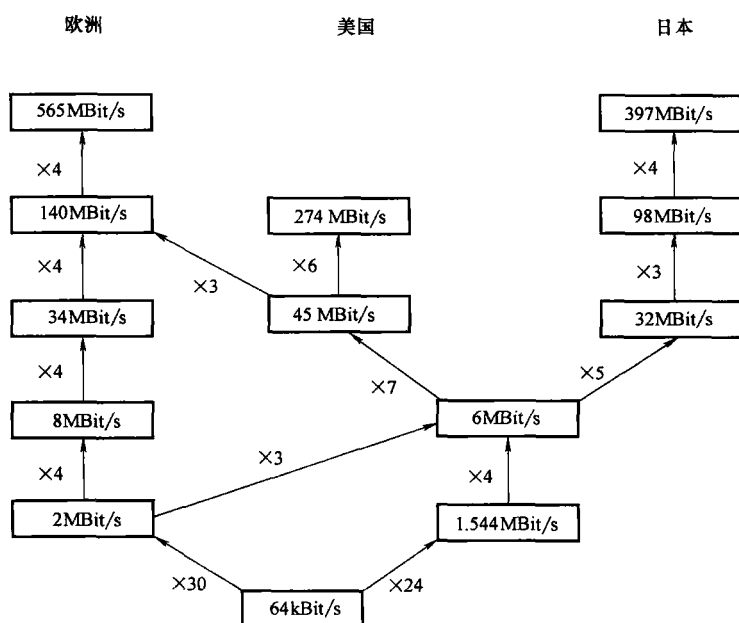 欧洲 美国 日本
565MBit/s 397MBit/s
×4 ×4
140MBit/s 274 MBit/s 98MBit/s
×4 ×3 ×6 ×3
34MBit/s 45 MBit/s 32MBit/s
×4 ×7 ×5
8MBit/s 6MBit/s
×4 ×3 ×4
2MBit/s 1.544MBit/s
×30 ×24
64kBit/s